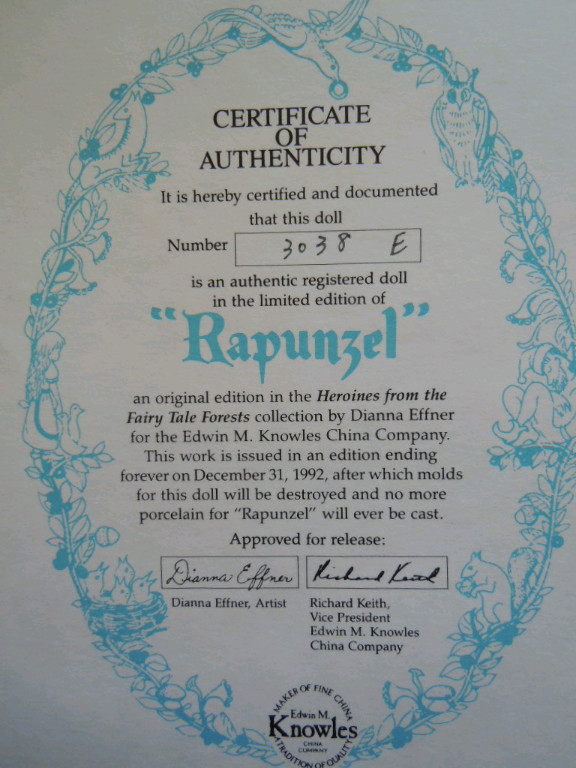 CERTIFICATE
OF
AUTHENTICITY
It is hereby certified and documented
that this doll
Number 3038 E
is an authentic registered doll
in the limited edition of
"Rapunzel"
an original edition in the Heroines from the
Fairy Tale Forests collection by Dianna Effner
for the Edwin M. Knowles China Company.
This work is issued in an edition ending
forever on December 31, 1992, after which molds
for this doll will be destroyed and no more
porcelain for "Rapunzel" will ever be cast.
Approved for release:
Dianna Effner Richard Keith
Dianna Effner, Artist
Richard Keith,
Vice President
Edwin M. Knowles
China Company
MAKER OF FINE CHINA
Edwin M.
Knowles
CHINA
COMPANY
A TRADITION OF QUALITY